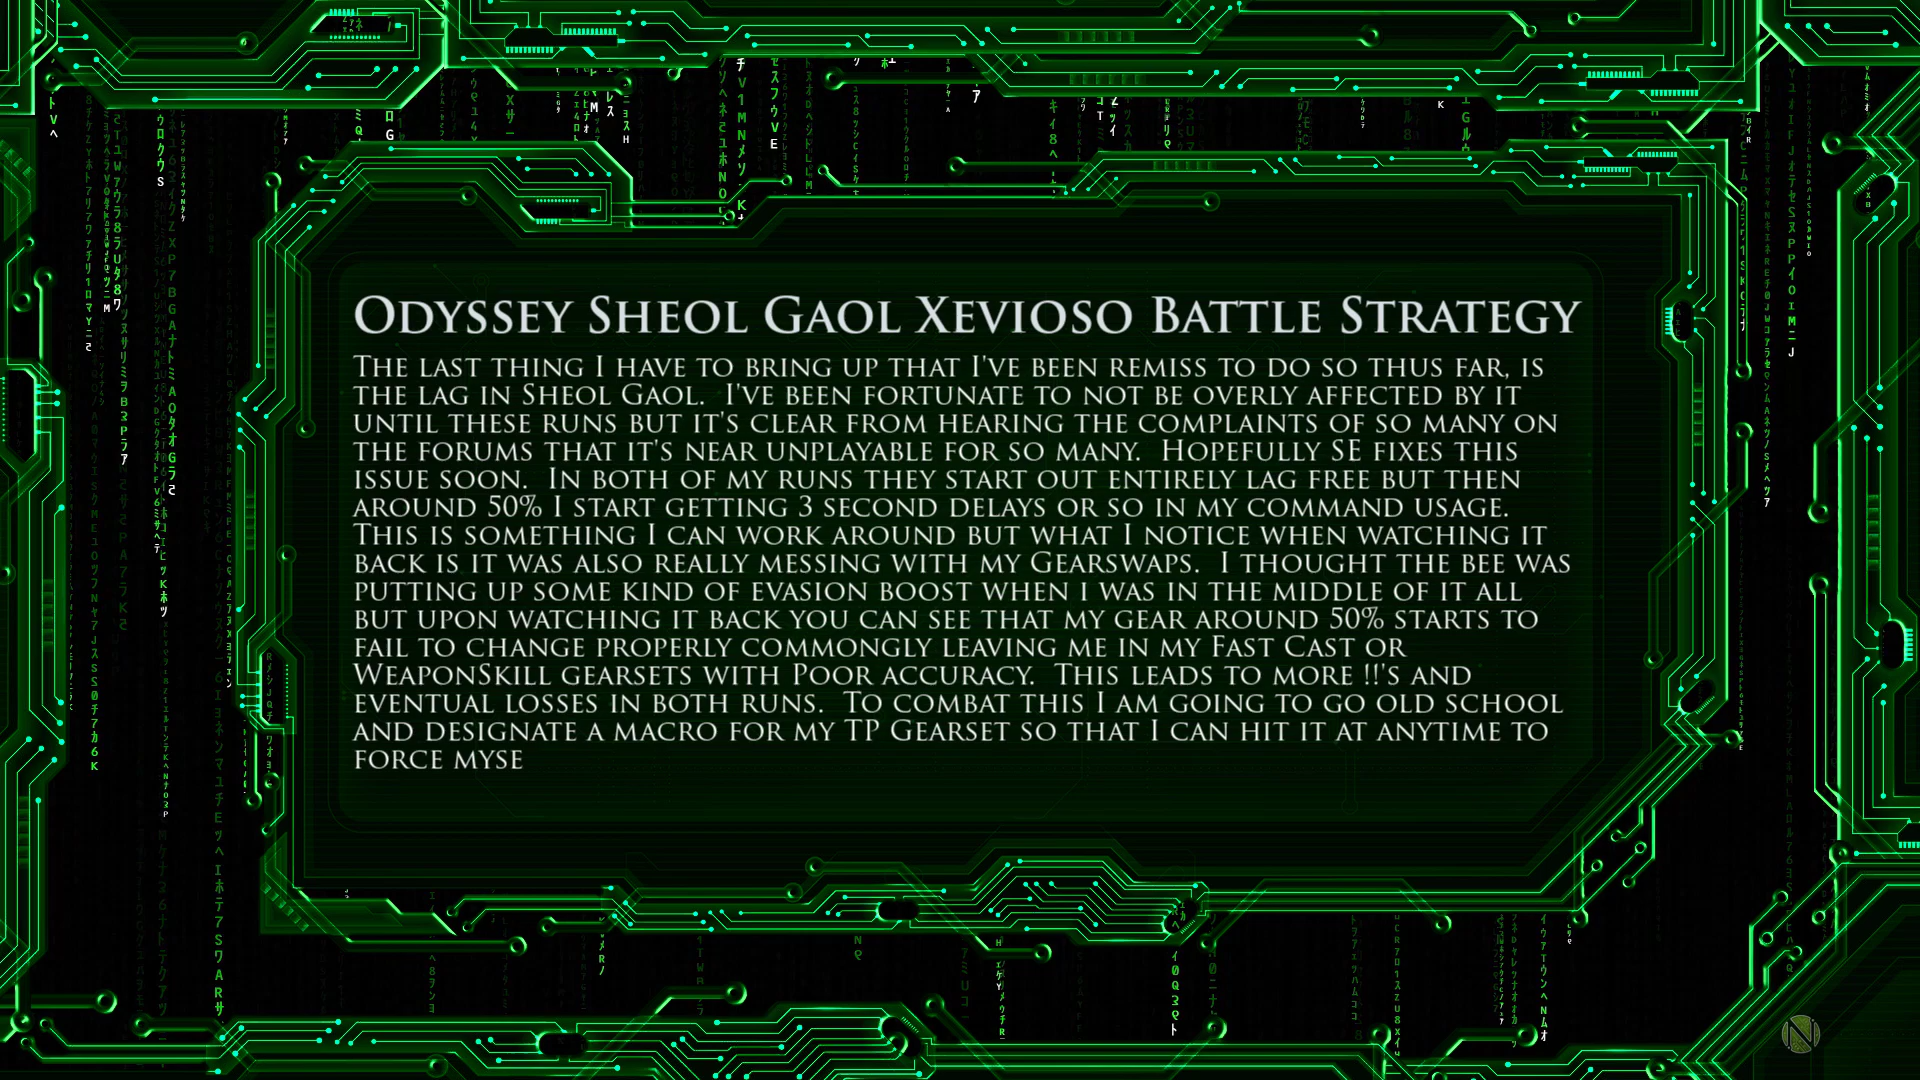 Odyssey Sheol Gaol Xevioso Battle Strategy
The last thing I have to bring up that I've been remiss to do so thus far, is
the lag in Sheol Gaol.  I've been fortunate to not be overly affected by it
until these runs but it's clear from hearing the complaints of so many on
the forums that it's near unplayable for so many.  Hopefully SE fixes this
issue soon.  In both of my runs they start out entirely lag free but then
around 50% I start getting 3 second delays or so in my command usage.
This is something I can work around but what I notice when watching it
back is it was also really messing with my Gearswaps.  I thought the bee was
putting up some kind of evasion boost when i was in the middle of it all
but upon watching it back you can see that my gear around 50% starts to
fail to change properly commongly leaving me in my Fast Cast or
WeaponSkill gearsets with Poor accuracy.  This leads to more !!'s and
eventual losses in both runs.  To combat this I am going to go old school
and designate a macro for my TP Gearset so that I can hit it at anytime to
force myse